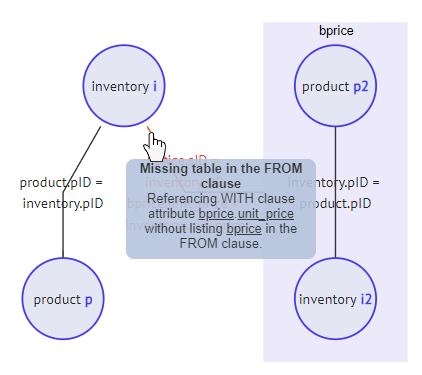 bprice
inventory i
product p2
Missing table in the FROM
clause
Referencing WITH clause
attribute bprice.unit_price
without listing bprice in the
FROM clause.
product.pID =
inventory.pID
inventory.pID =
product.pID
product p
inventory i2